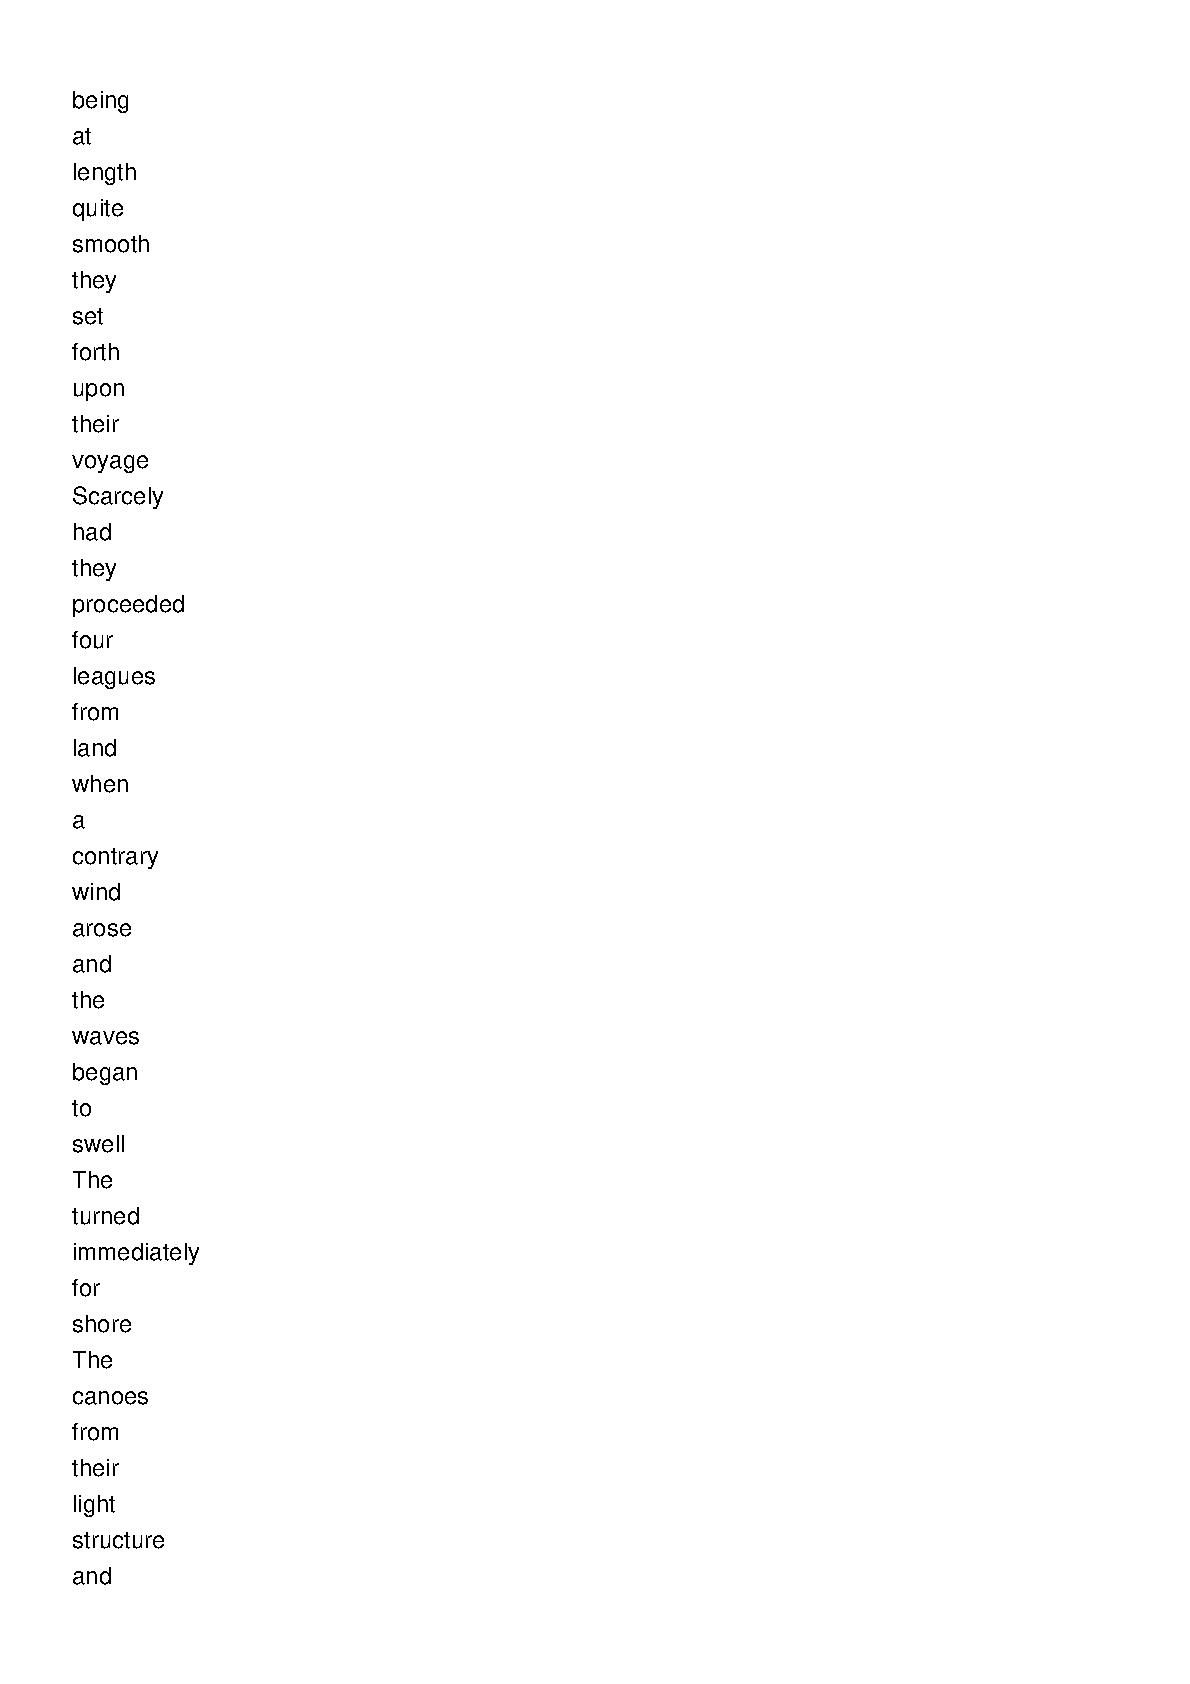 being
at
length
quite
smooth
they
set
forth
upon
their
voyage
Scarcely
had
they
proceeded
four
leagues
from
land
when
a
contrary
wind
arose
and
the
waves
began
to
swell
The
turned
immediately
for
shore
The
canoes
from
their
light
structure
and